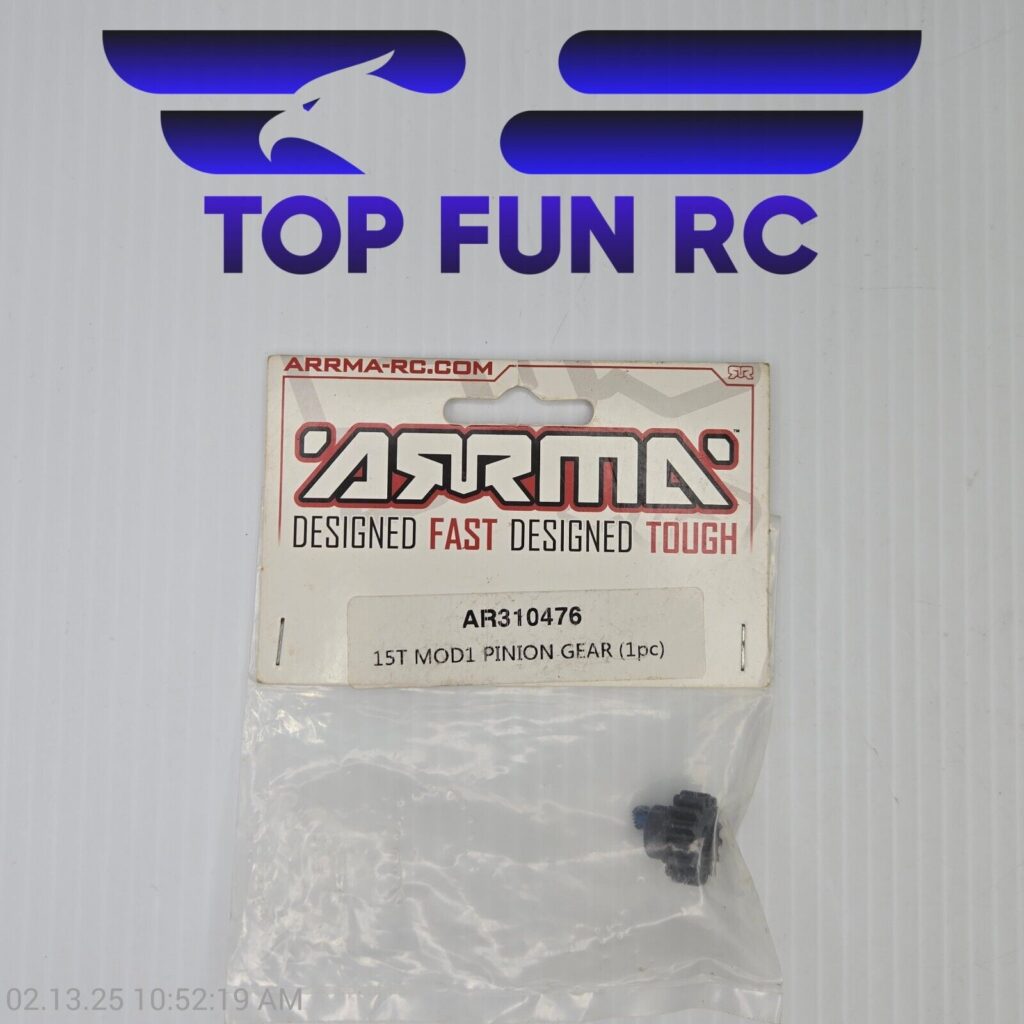 TOP FUN RC
ARRMA-RC.COM
ARRMA™
DESIGNED FAST DESIGNED TOUGH
AR310476
15T MOD1 PINION GEAR (1pc)
02.13.25 10:52:19 AM